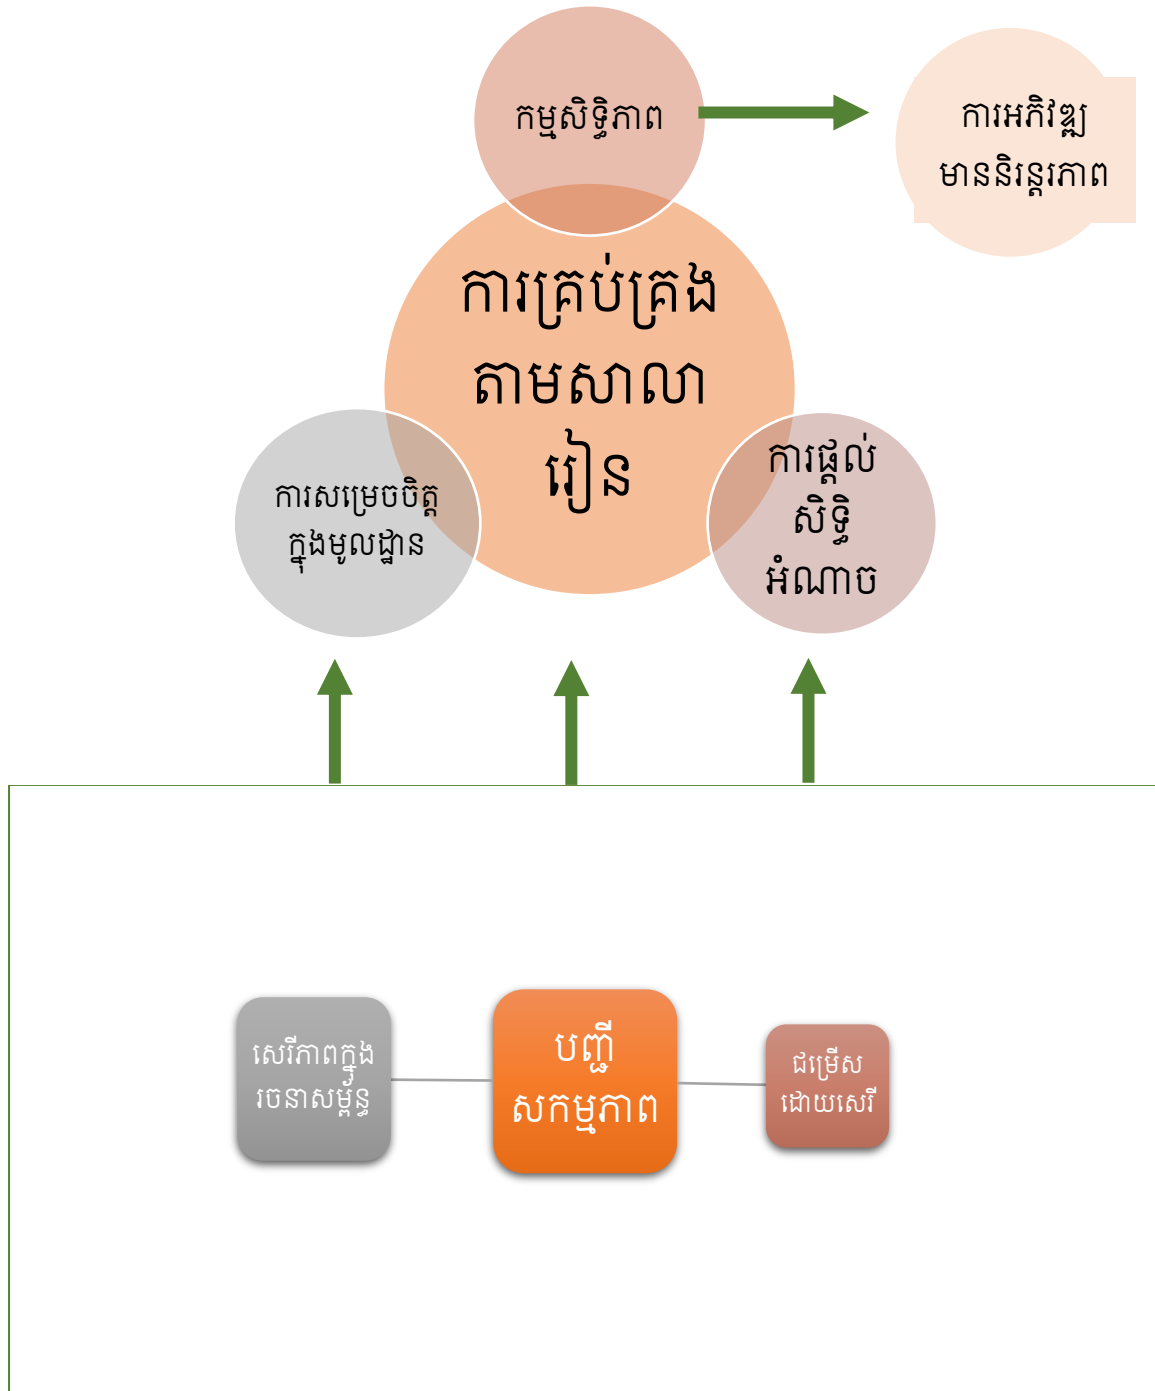 កម្មសិទ្ធិភាព
ការអភិវឌ្ឍ
មាននិរន្តរភាព
ការគ្រប់គ្រង
តាមសាលា
រៀន
ការសម្រេចចិត្ត
ក្នុងមូលដ្ឋាន
ការផ្តល់
សិទ្ធិ
អំណាច
សេរីភាពក្នុង
រចនាសម្ព័ន្ធ
បញ្ជី
សកម្មភាព
ជម្រើស
ដោយសេរី